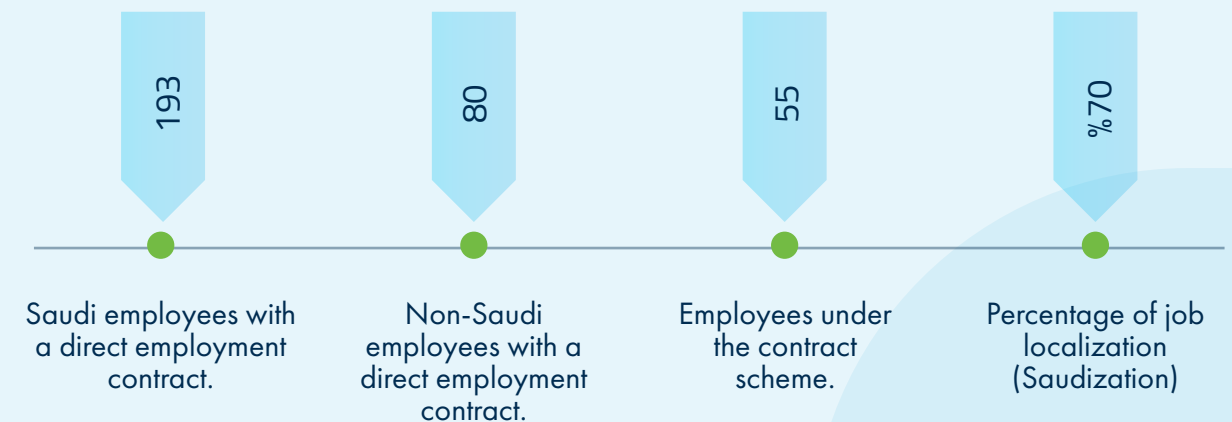 193
80
55
%70
Saudi employees with
a direct employment
contract.
Non-Saudi
employees with a
direct employment
contract.
Employees under
the contract
scheme.
Percentage of job
localization
(Saudization)